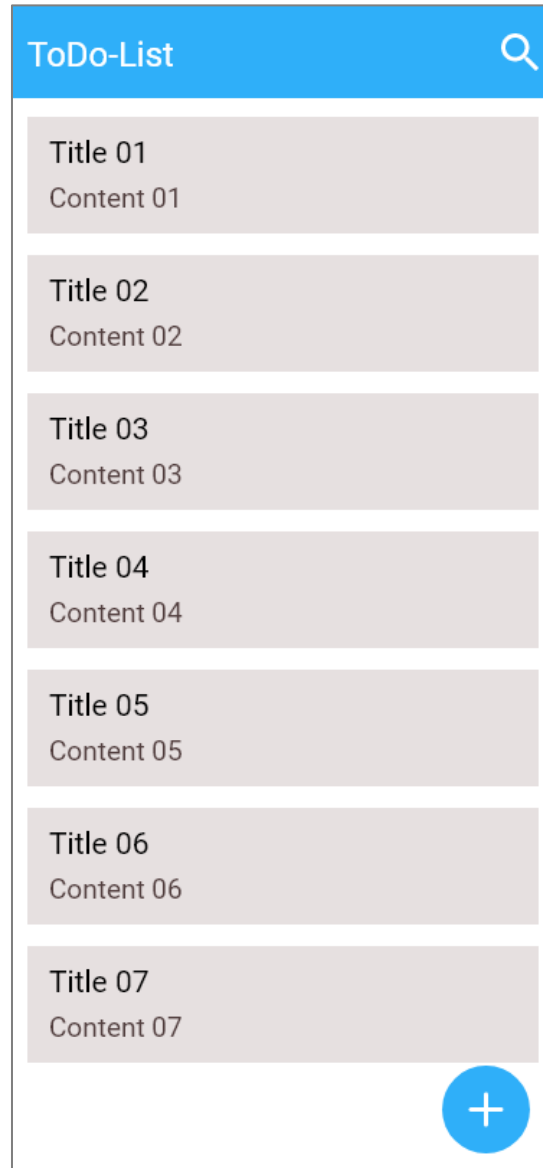 ToDo-List
Title 01
Content 01
Title 02
Content 02
Title 03
Content 03
Title 04
Content 04
Title 05
Content 05
Title 06
Content 06
Title 07
Content 07